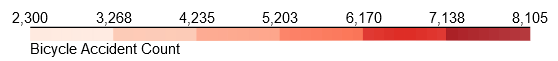 2,300 3,268 4,235 5,203 6,170 7,138 8,105
Bicycle Accident Count